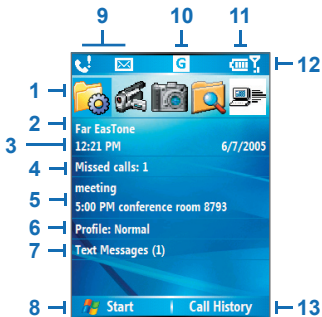 9 10 11
G
12
1
2
Far EasTone
3 12:21 PM 6/7/2005
4 Missed calls: 1
meeting
5
5:00 PM conference room 8793
6 Profile: Normal
7 Text Messages (1)
8 Start Call History 13